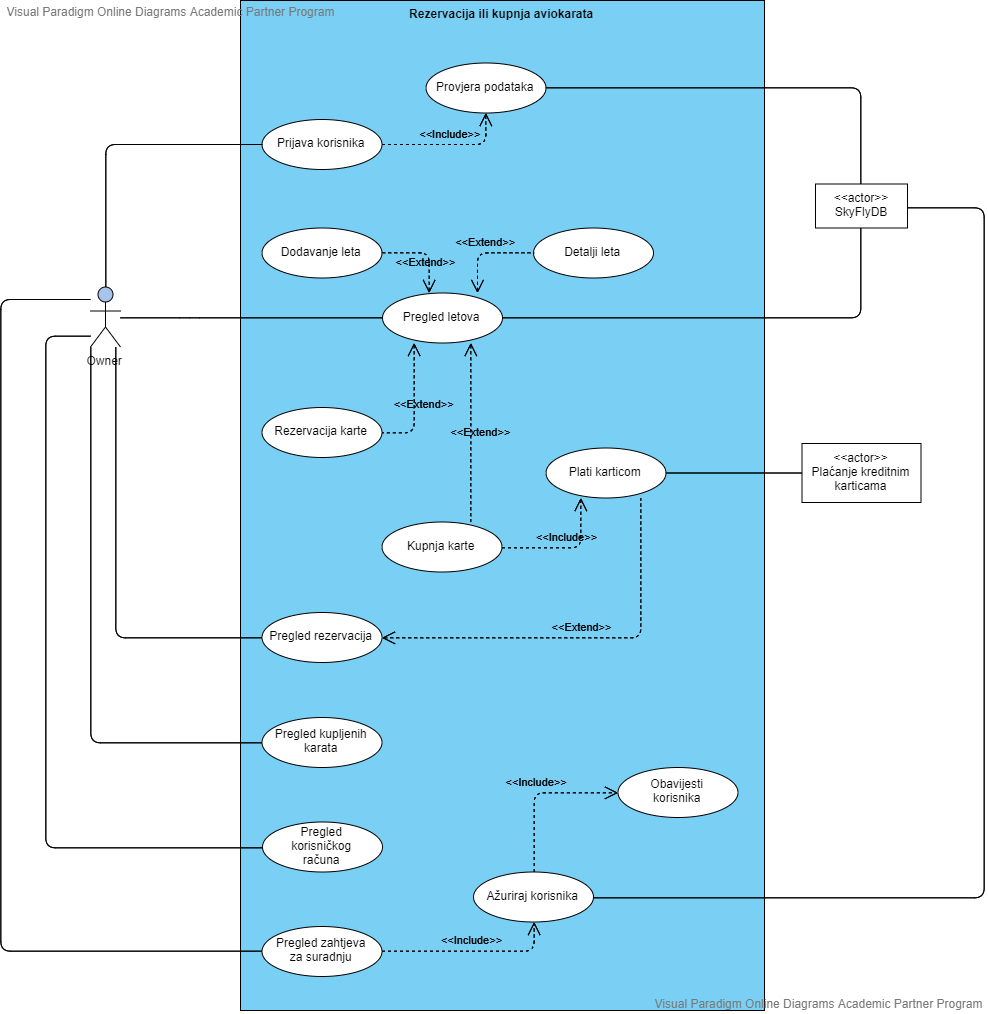 Visual Paradigm Online Diagrams Academic Partner Program
Rezervacija ili kupnja aviokarata
Provjera podataka
<<Include>>
Prijava korisnika
<<actor>>
SkyFlyDB
<<Extend>>
Dodavanje leta
Detalji leta
<<Extend>>
Pregled letova
Owner
<<Extend>>
Rezervacija karte
<<Extend>>
<<actor>>
Plaćanje kreditnim
karticama
Plati karticom
<<Include>>
Kupnja karte
<<Extend>>
Pregled rezervacija
Pregled kupljenih
karata
<<Include>>
Obavijesti
korisnika
Pregled
korisničkog
računa
Ažuriraj korisnika
<<Include>>
Pregled zahtjeva
za suradnju
Visual Paradigm Online Diagrams Academic Partner Program